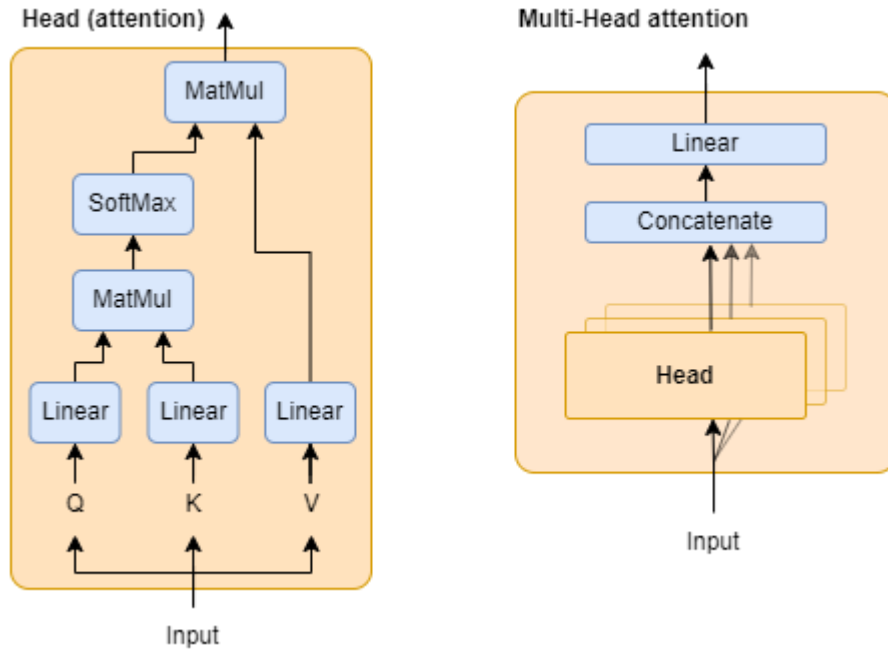 Head (attention)
MatMul
SoftMax
MatMul
Linear Linear Linear
Q K V
Input
Multi-Head attention
Linear
Concatenate
Head
Input